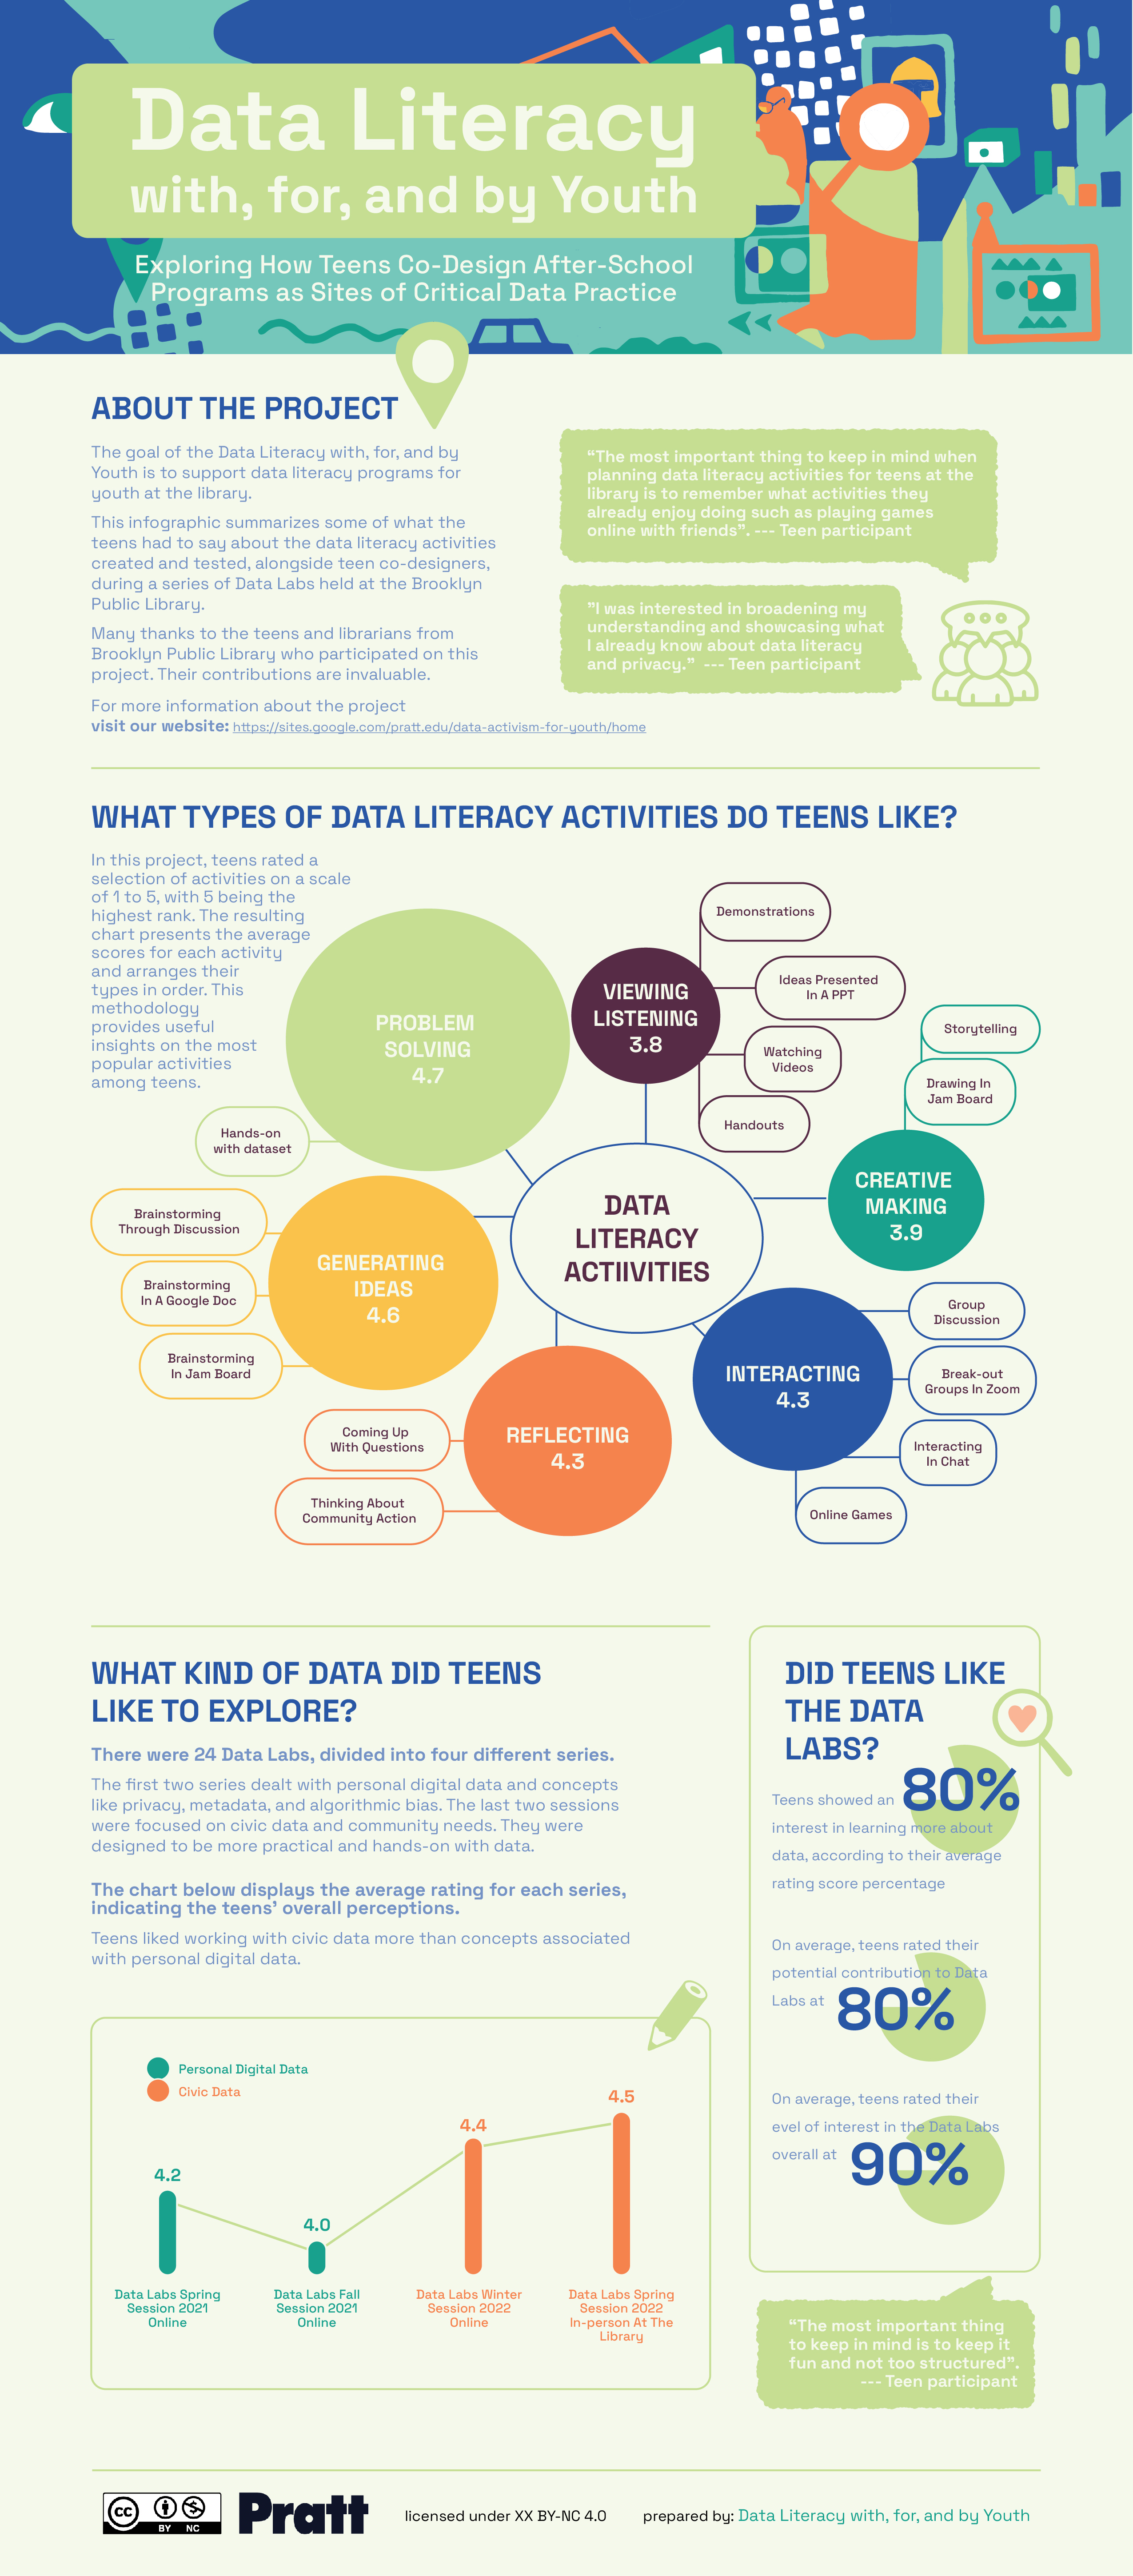 Data Literacy
with, for, and by Youth
Exploring How Teens Co-Design After-School
Programs as Sites of Critical Data Practice
ABOUT THE PROJECT
The goal of the Data Literacy with, for, and by
Youth is to support data literacy programs for
youth at the library.
This infographic summarizes some of what the
teens had to say about the data literacy activities
created and tested, alongside teen co-designers,
during a series of Data Labs held at the Brooklyn
Public Library.
Many thanks to the teens and librarians from
Brooklyn Public Library who participated on this
project. Their contributions are invaluable.
For more information about the project
visit our website: https://sites.google.com/pratt.edu/data-activism-for-youth/home
“The most important thing to keep in mind when
planning data literacy activities for teens at the
library is to remember what activities they
already enjoy doing such as playing games
online with friends”. --- Teen participant
”I was interested in broadening my
understanding and showcasing what
I already know about data literacy
and privacy.” --- Teen participant
WHAT TYPES OF DATA LITERACY ACTIVITIES DO TEENS LIKE?
In this project, teens rated a
selection of activities on a scale
of 1 to 5, with 5 being the
highest rank. The resulting
chart presents the average
scores for each activity
and arranges their
types in order. This
methodology
provides useful
insights on the most
popular activities
among teens.
PROBLEM
SOLVING
4.7
Hands-on
with dataset
VIEWING
LISTENING
3.8
Demonstrations
Ideas Presented
In A PPT
Watching
Videos
Handouts
Storytelling
Drawing In
Jam Board
CREATIVE
MAKING
3.9
DATA
LITERACY
ACTIIVITIES
Brainstorming
Through Discussion
Brainstorming
In A Google Doc
Brainstorming
In Jam Board
GENERATING
IDEAS
4.6
INTERACTING
4.3
Group
Discussion
Break-out
Groups In Zoom
Interacting
In Chat
Online Games
REFLECTING
4.3
Coming Up
With Questions
Thinking About
Community Action
WHAT KIND OF DATA DID TEENS
LIKE TO EXPLORE?
There were 24 Data Labs, divided into four different series.
The first two series dealt with personal digital data and concepts
like privacy, metadata, and algorithmic bias. The last two sessions
were focused on civic data and community needs. They were
designed to be more practical and hands-on with data.
The chart below displays the average rating for each series,
indicating the teens’ overall perceptions.
Teens liked working with civic data more than concepts associated
with personal digital data.
Personal Digital Data
Civic Data
4.2
4.0
4.4
4.5
Data Labs Spring
Session 2021
Online
Data Labs Fall
Session 2021
Online
Data Labs Winter
Session 2022
Online
Data Labs Spring
Session 2022
In-person At The
Library
DID TEENS LIKE
THE DATA
LABS?
Teens showed an 80%
interest in learning more about
data, according to their average
rating score percentage
On average, teens rated their
potential contribution to Data
Labs at 80%
On average, teens rated their
evel of interest in the Data Labs
overall at 90%
“The most important thing
to keep in mind is to keep it
fun and not too structured”.
--- Teen participant
cc BY NC
Pratt
licensed under XX BY-NC 4.0
prepared by: Data Literacy with, for, and by Youth